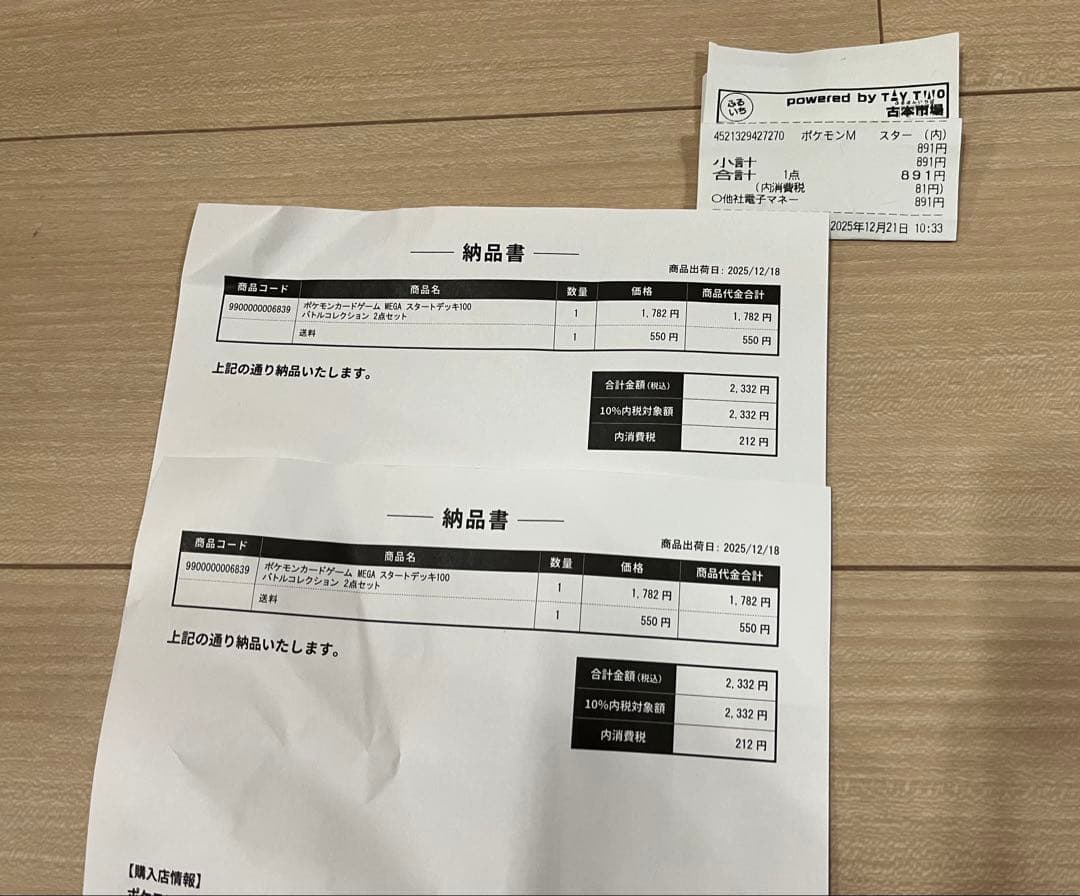 ふる
いち
powered by TAY TWO
古本市場
4521329427270 ポケモンM スター (内)
891円
小計 891円
合計 1点 891円
(内消費税 81円)
〇他社電子マネー 891円
2025年12月21日 10:33
納品書
商品出荷日: 2025/12/18
商品コード 商品名 数量 価格 商品代金合計
9900000006839 ポケモンカードゲーム MEGA スタートデッキ100
バトルコレクション 2点セット 1 1,782 円 1,782 円
送料 1 550 円 550 円
上記の通り納品いたします。
合計金額(税込) 2,332 円
10%内税対象額 2,332 円
内消費税 212 円
納品書
商品出荷日: 2025/12/18
商品コード 商品名 数量 価格 商品代金合計
9900000006839 ポケモンカードゲーム MEGA スタートデッキ100
バトルコレクション 2点セット 1 1,782 円 1,782 円
送料 1 550 円 550 円
上記の通り納品いたします。
合計金額(税込) 2,332 円
10%内税対象額 2,332 円
内消費税 212 円
【購入店情報】